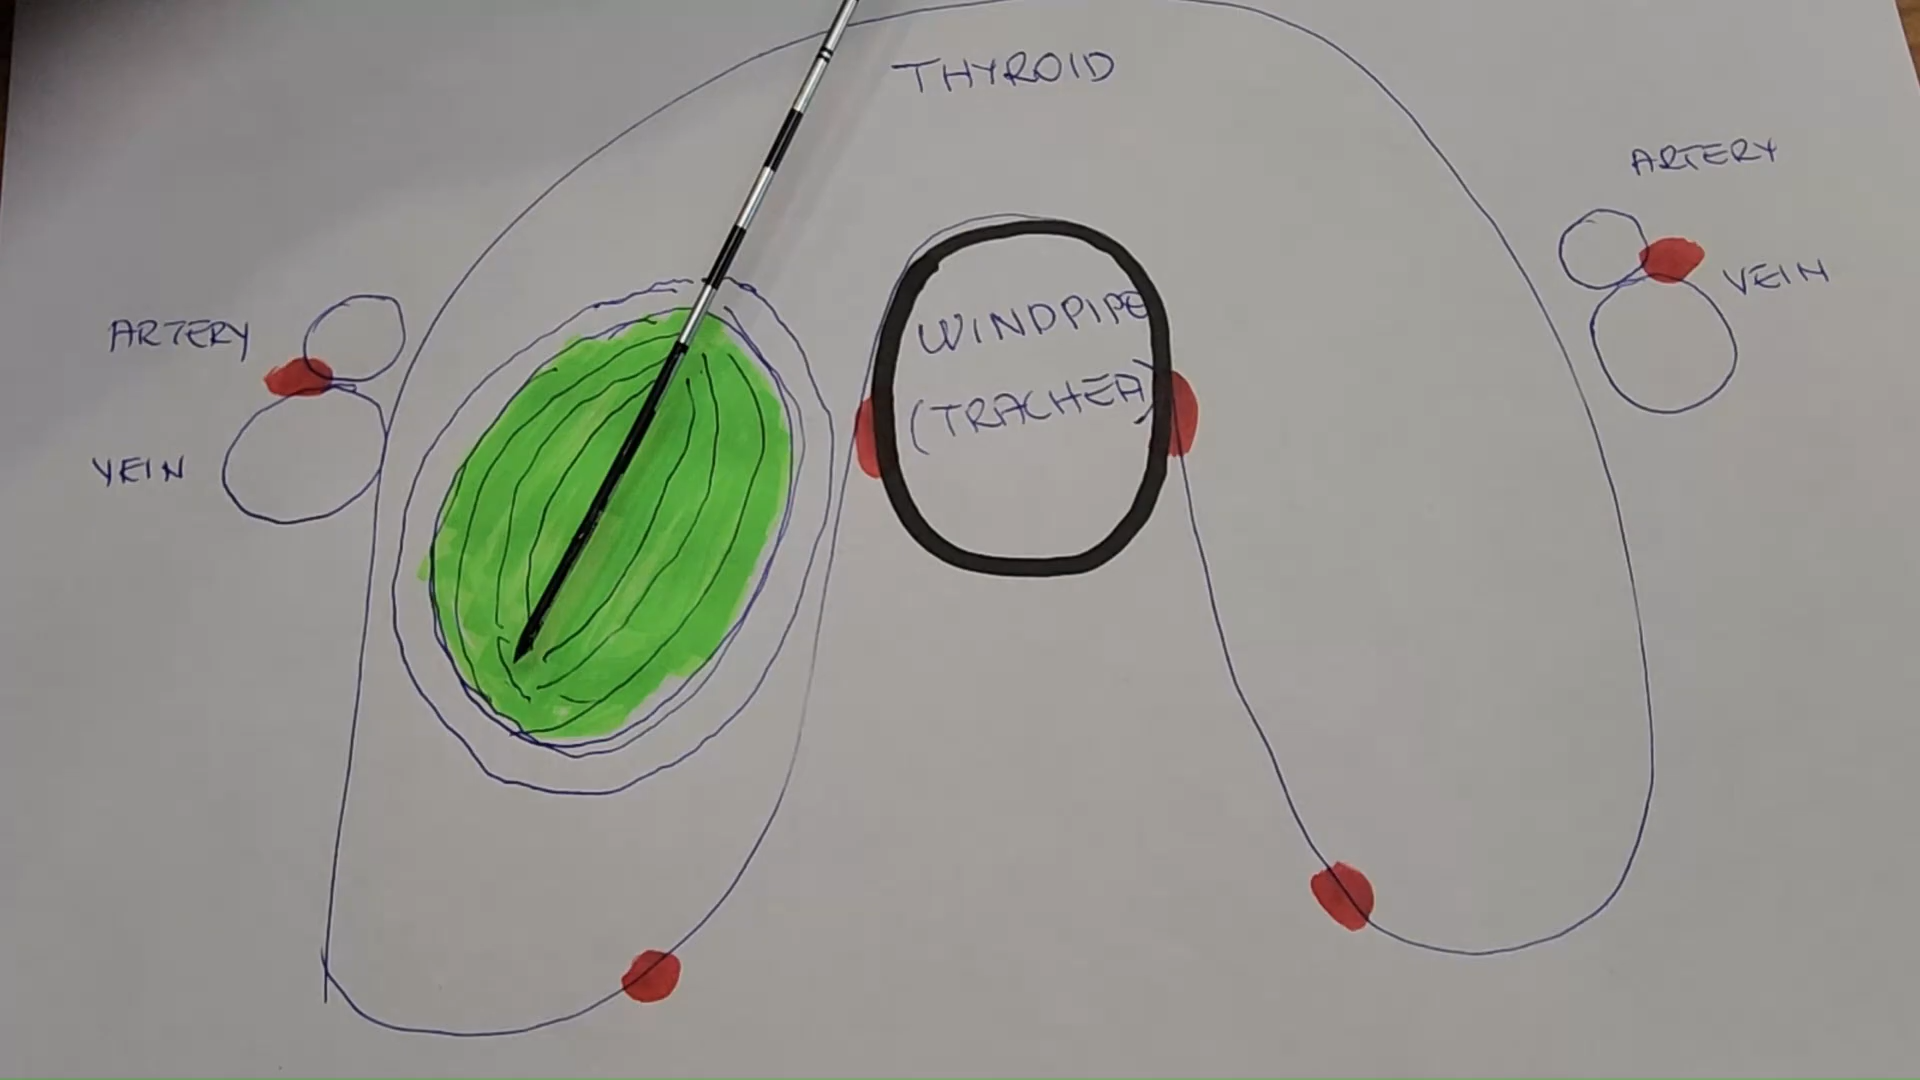 THYROID
ARTERY
VEIN
WINDPIPE
(TRACHEA)
ARTERY
VEIN